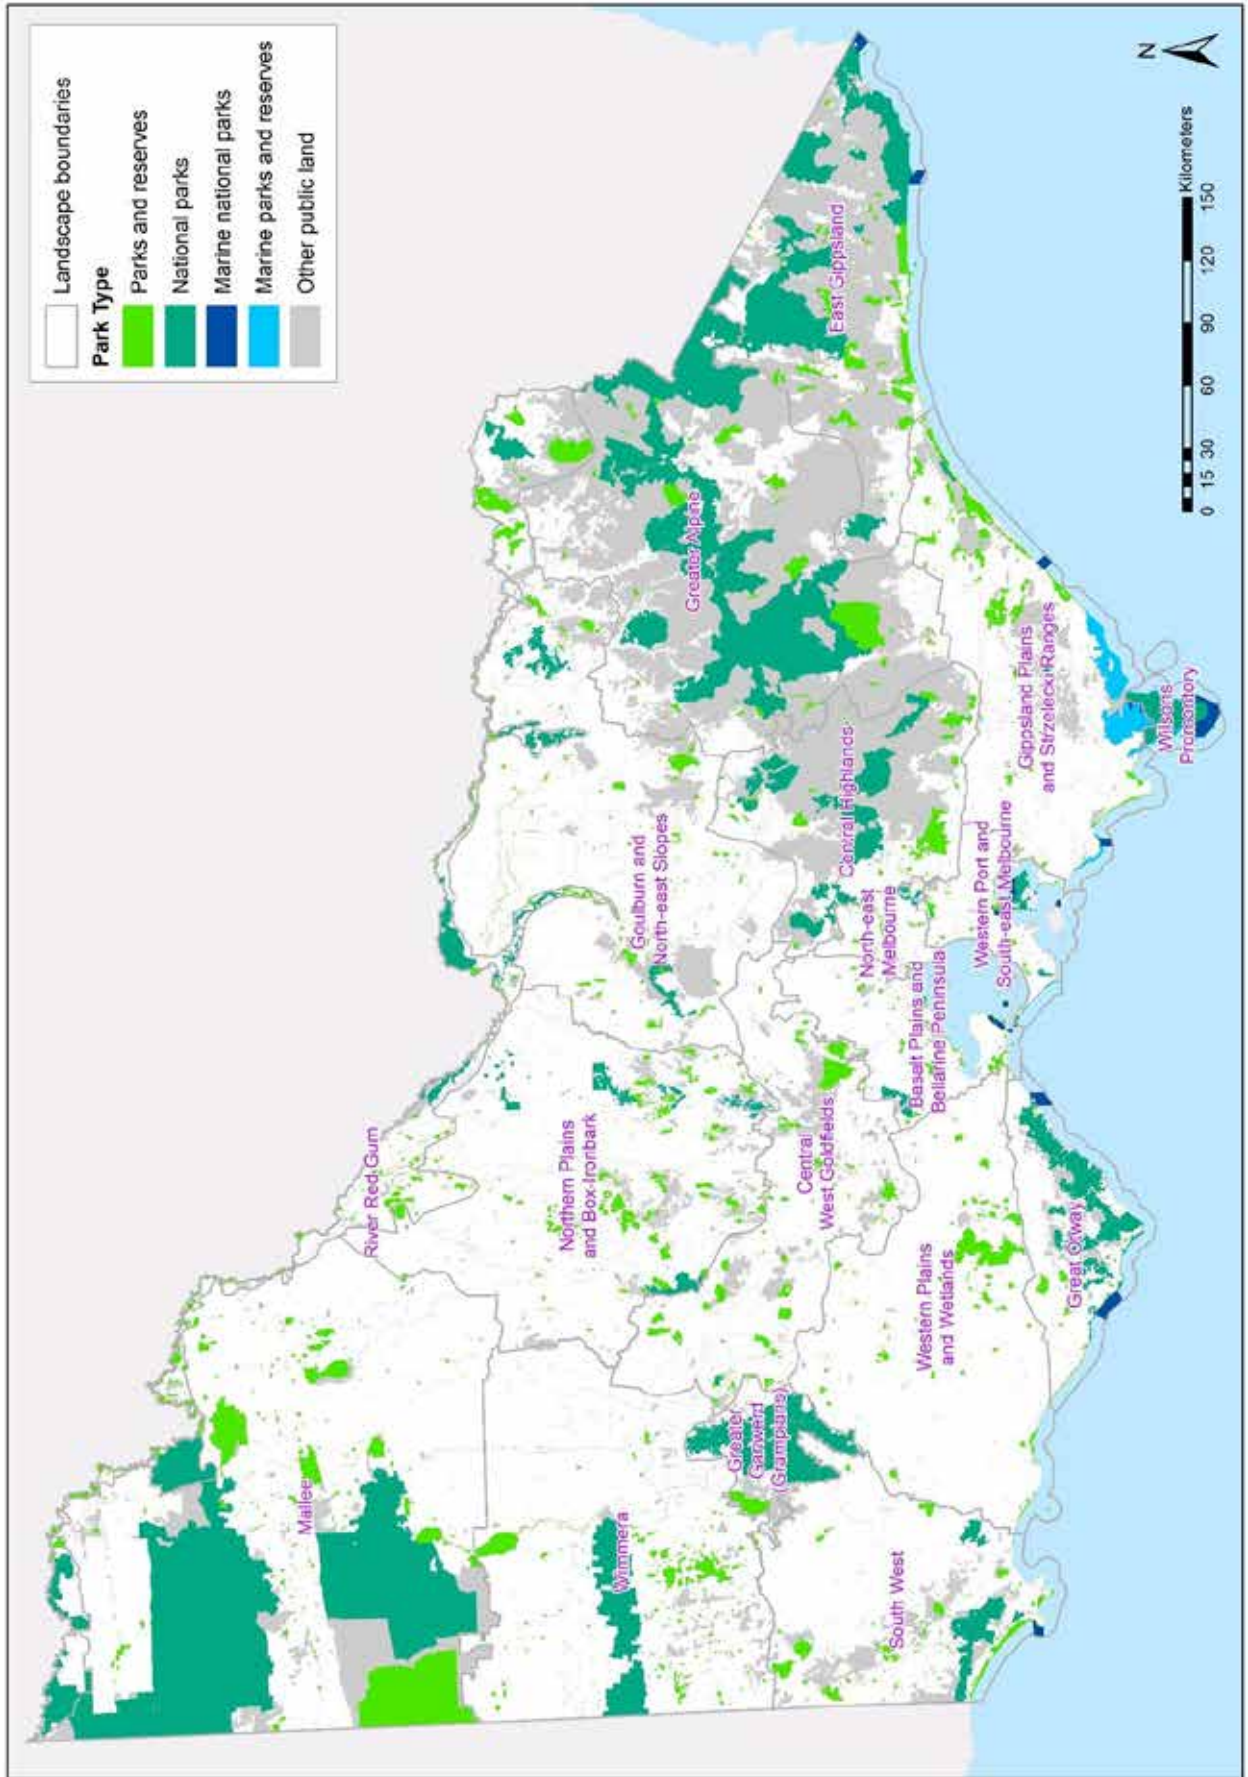 Landscape boundaries
Park Type
Parks and reserves
National parks
Marine national parks
Marine parks and reserves
Other public land
N
Kilometers
0 15 30 60 90 120 150
Mallee
River Red Gum
Wimmera
Northern Plains
and Box-Ironbark
Goulburn and
North-east Slopes
Greater Alpine
East Gippsland
Greater
Gariwerd
(Grampians)
Central
West Goldfields
North-east
Melbourne
Central Highlands
South West
Western Plains
and Wetlands
Basalt Plains and
Bellarine Peninsula
Western Port and
South-east Melbourne
Gippsland Plains
and Strzelecki Ranges
Great Otway
Wilsons
Promontory